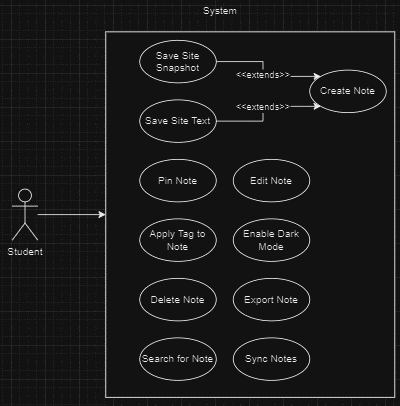 System
Save Site
Snapshot
<<extends>>
Create Note
<<extends>>
Save Site Text
Pin Note
Edit Note
Apply Tag to
Note
Enable Dark
Mode
Student
Delete Note
Export Note
Search for Note
Sync Notes